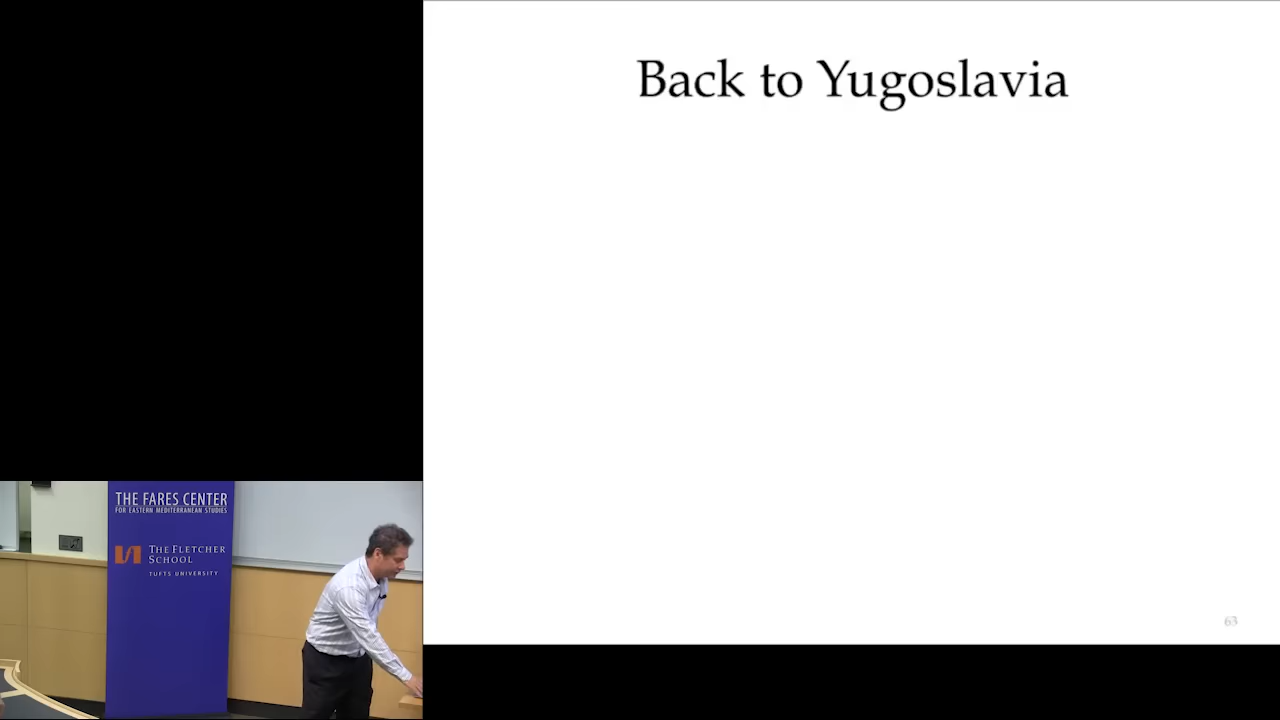 Back to Yugoslavia
63
THE FARES CENTER
FOR EASTERN MEDITERRANEAN STUDIES
THE FLETCHER
SCHOOL
TUFTS UNIVERSITY